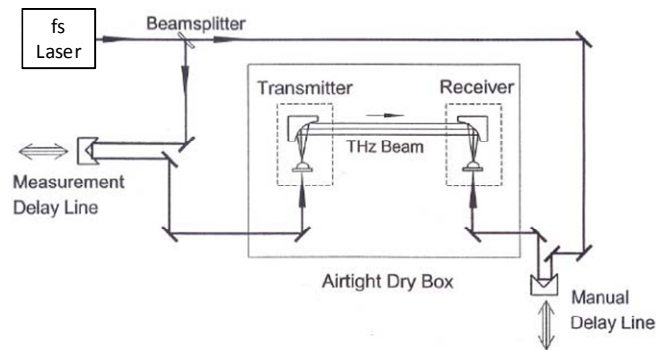 fs
Laser
Beamsplitter
Transmitter
Receiver
THz Beam
Measurement
Delay Line
Airtight Dry Box
Manual
Delay Line